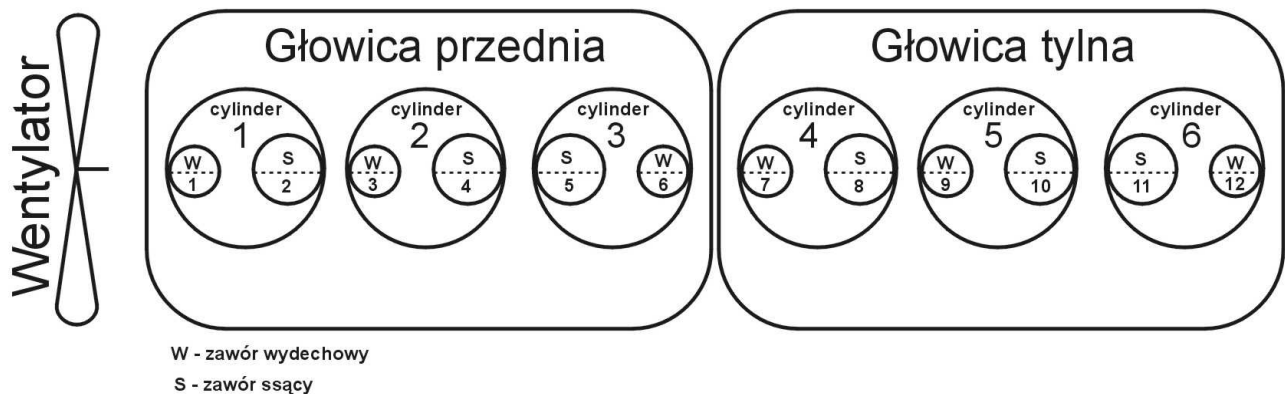 Wentylator
Głowica przednia
cylinder
1
W
1
S
2
cylinder
2
W
3
S
4
cylinder
3
S
5
W
6
Głowica tylna
cylinder
4
W
7
S
8
cylinder
5
W
9
S
10
cylinder
6
S
11
W
12
W - zawór wydechowy
S - zawór ssący